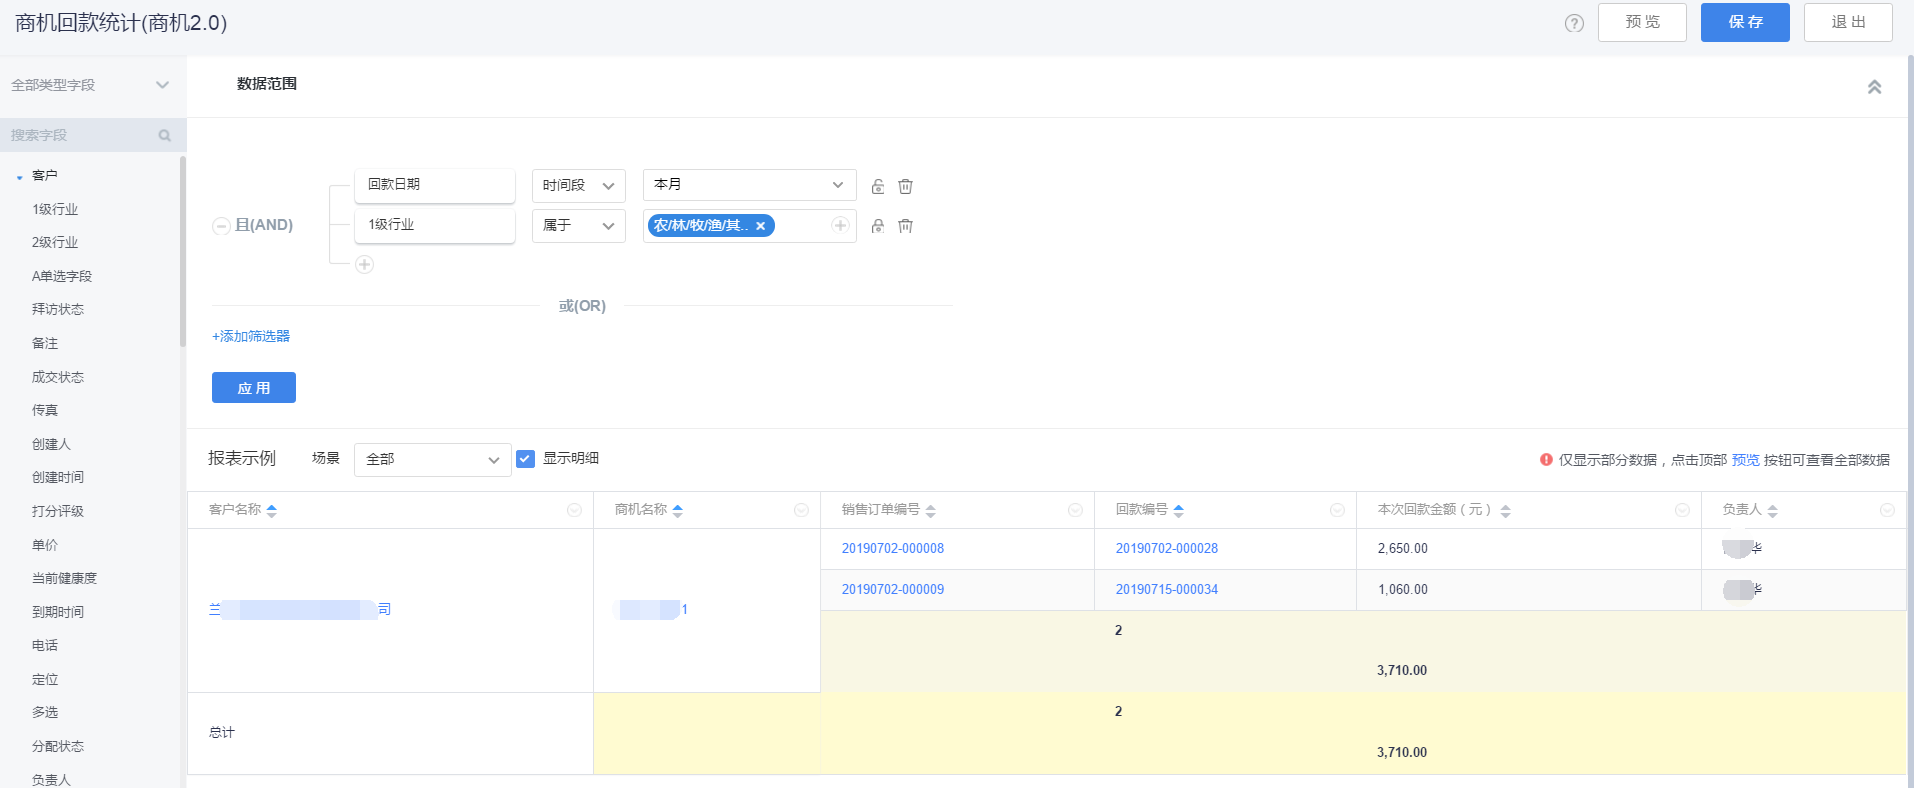 商机回款统计(商机2.0)
预 览
保 存
退 出
全部类型字段
搜索字段
客户
1级行业
2级行业
A单选字段
拜访状态
备注
成交状态
传真
创建人
创建时间
打分评级
单价
当前健康度
到期时间
电话
定位
多选
分配状态
负责人
数据范围
且(AND)
回款日期 时间段 本月
1级行业 属于 农/林/牧/渔/其..
或(OR)
+添加筛选器
应 用
报表示例 场景 全部 显示明细
仅显示部分数据，点击顶部 预览 按钮可查看全部数据
客户名称 商机名称 销售订单编号 回款编号 本次回款金额（元） 负责人
20190702-000008 20190702-000028 2,650.00 华
兰 司 1
20190702-000009 20190715-000034 1,060.00 华
2
3,710.00
总计
2
3,710.00